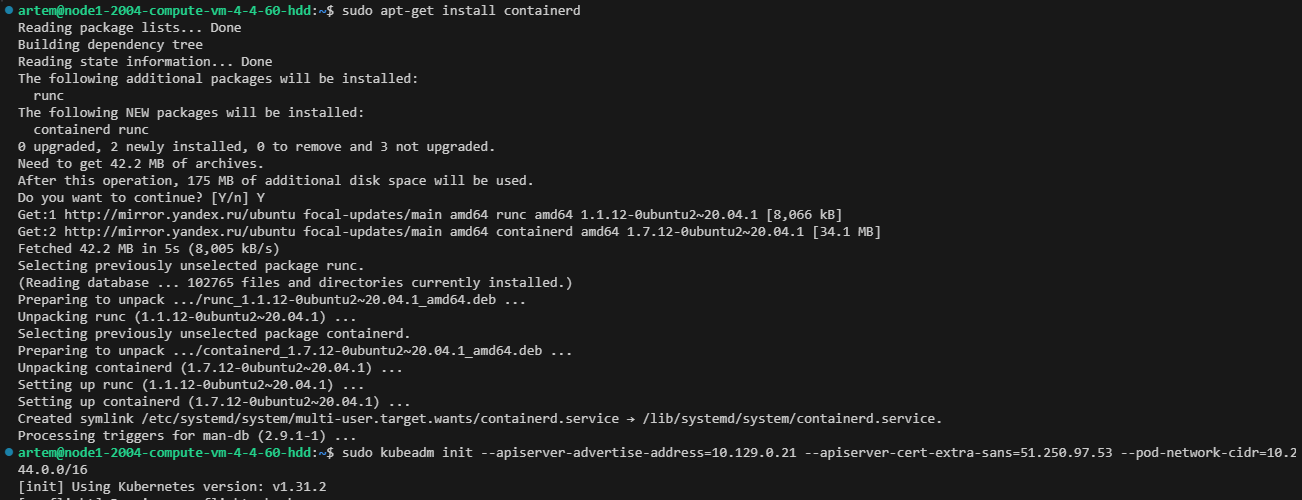 artem@node1-2004-compute-vm-4-4-60-hdd:~$ sudo apt-get install containerd
Reading package lists... Done
Building dependency tree
Reading state information... Done
The following additional packages will be installed:
  runc
The following NEW packages will be installed:
  containerd runc
0 upgraded, 2 newly installed, 0 to remove and 3 not upgraded.
Need to get 42.2 MB of archives.
After this operation, 175 MB of additional disk space will be used.
Do you want to continue? [Y/n] Y
Get:1 http://mirror.yandex.ru/ubuntu focal-updates/main amd64 runc amd64 1.1.12-0ubuntu2~20.04.1 [8,066 kB]
Get:2 http://mirror.yandex.ru/ubuntu focal-updates/main amd64 containerd amd64 1.7.12-0ubuntu2~20.04.1 [34.1 MB]
Fetched 42.2 MB in 5s (8,005 kB/s)
Selecting previously unselected package runc.
(Reading database ... 102765 files and directories currently installed.)
Preparing to unpack .../runc_1.1.12-0ubuntu2~20.04.1_amd64.deb ...
Unpacking runc (1.1.12-0ubuntu2~20.04.1) ...
Selecting previously unselected package containerd.
Preparing to unpack .../containerd_1.7.12-0ubuntu2~20.04.1_amd64.deb ...
Unpacking containerd (1.7.12-0ubuntu2~20.04.1) ...
Setting up runc (1.1.12-0ubuntu2~20.04.1) ...
Setting up containerd (1.7.12-0ubuntu2~20.04.1) ...
Created symlink /etc/systemd/system/multi-user.target.wants/containerd.service → /lib/systemd/system/containerd.service.
Processing triggers for man-db (2.9.1-1) ...
artem@node1-2004-compute-vm-4-4-60-hdd:~$ sudo kubeadm init --apiserver-advertise-address=10.129.0.21 --apiserver-cert-extra-sans=51.250.97.53 --pod-network-cidr=10.2
44.0.0/16
[init] Using Kubernetes version: v1.31.2